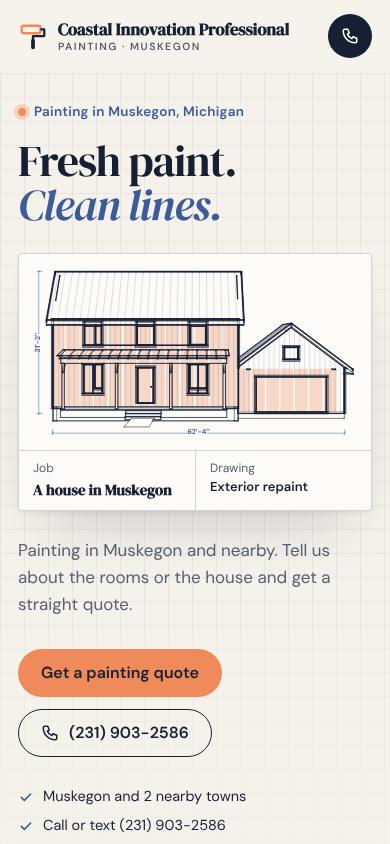 Coastal Innovation Professional
PAINTING · MUSKEGON
Painting in Muskegon, Michigan
Fresh paint.
Clean lines.
31'-2"
62'-4"
Job
A house in Muskegon
Drawing
Exterior repaint
Painting in Muskegon and nearby. Tell us
about the rooms or the house and get a
straight quote.
Get a painting quote
(231) 903-2586
Muskegon and 2 nearby towns
Call or text (231) 903-2586